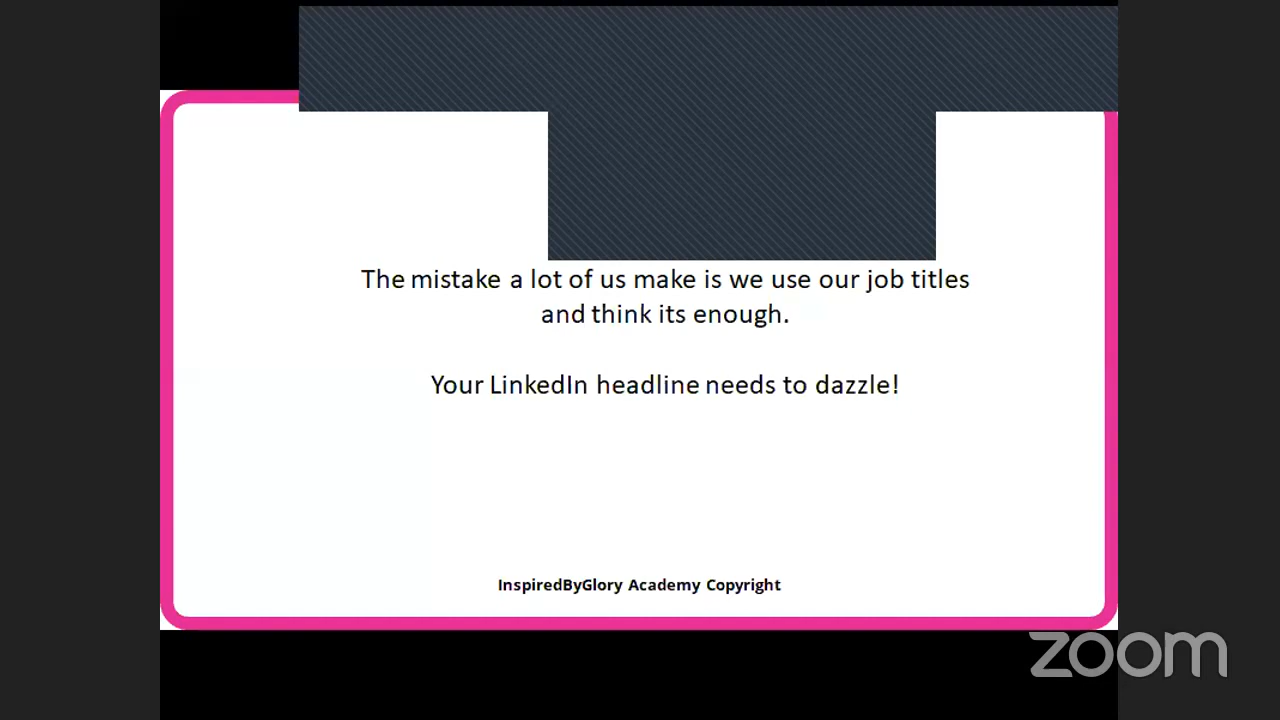 The mistake a lot of us make is we use our job titles
and think its enough.
Your LinkedIn headline needs to dazzle!
InspiredByGlory Academy Copyright
zoom